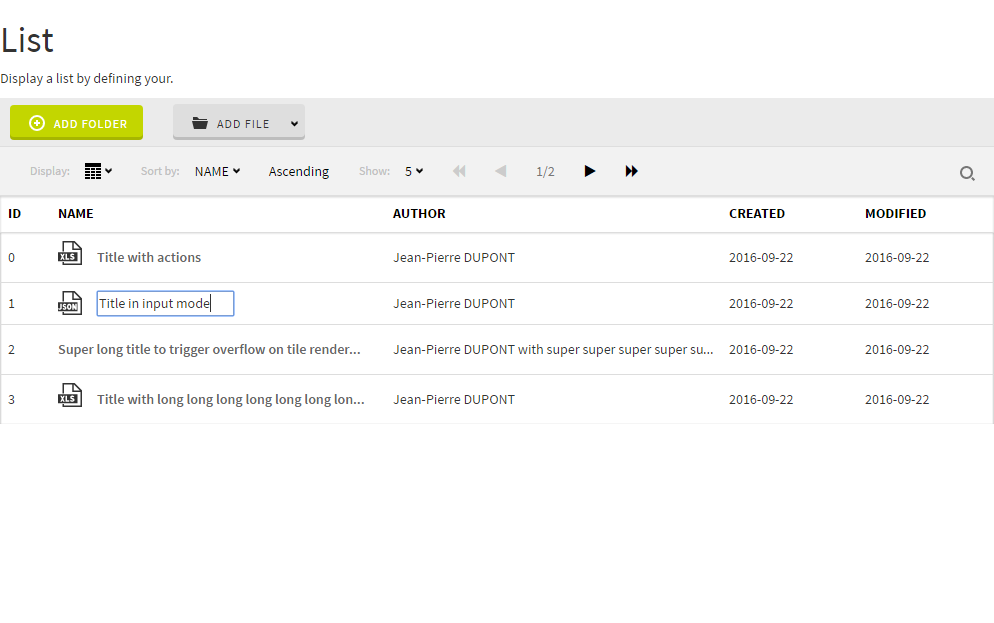 List
Display a list by defining your.
ADD FOLDER ADD FILE
Display: Sort by: NAME Ascending Show: 5 1/2
ID NAME AUTHOR CREATED MODIFIED
0 XLS Title with actions Jean-Pierre DUPONT 2016-09-22 2016-09-22
1 JSON Title in input mode Jean-Pierre DUPONT 2016-09-22 2016-09-22
2 Super long title to trigger overflow on tile render... Jean-Pierre DUPONT with super super super super su... 2016-09-22 2016-09-22
3 XLS Title with long long long long long long lon... Jean-Pierre DUPONT 2016-09-22 2016-09-22